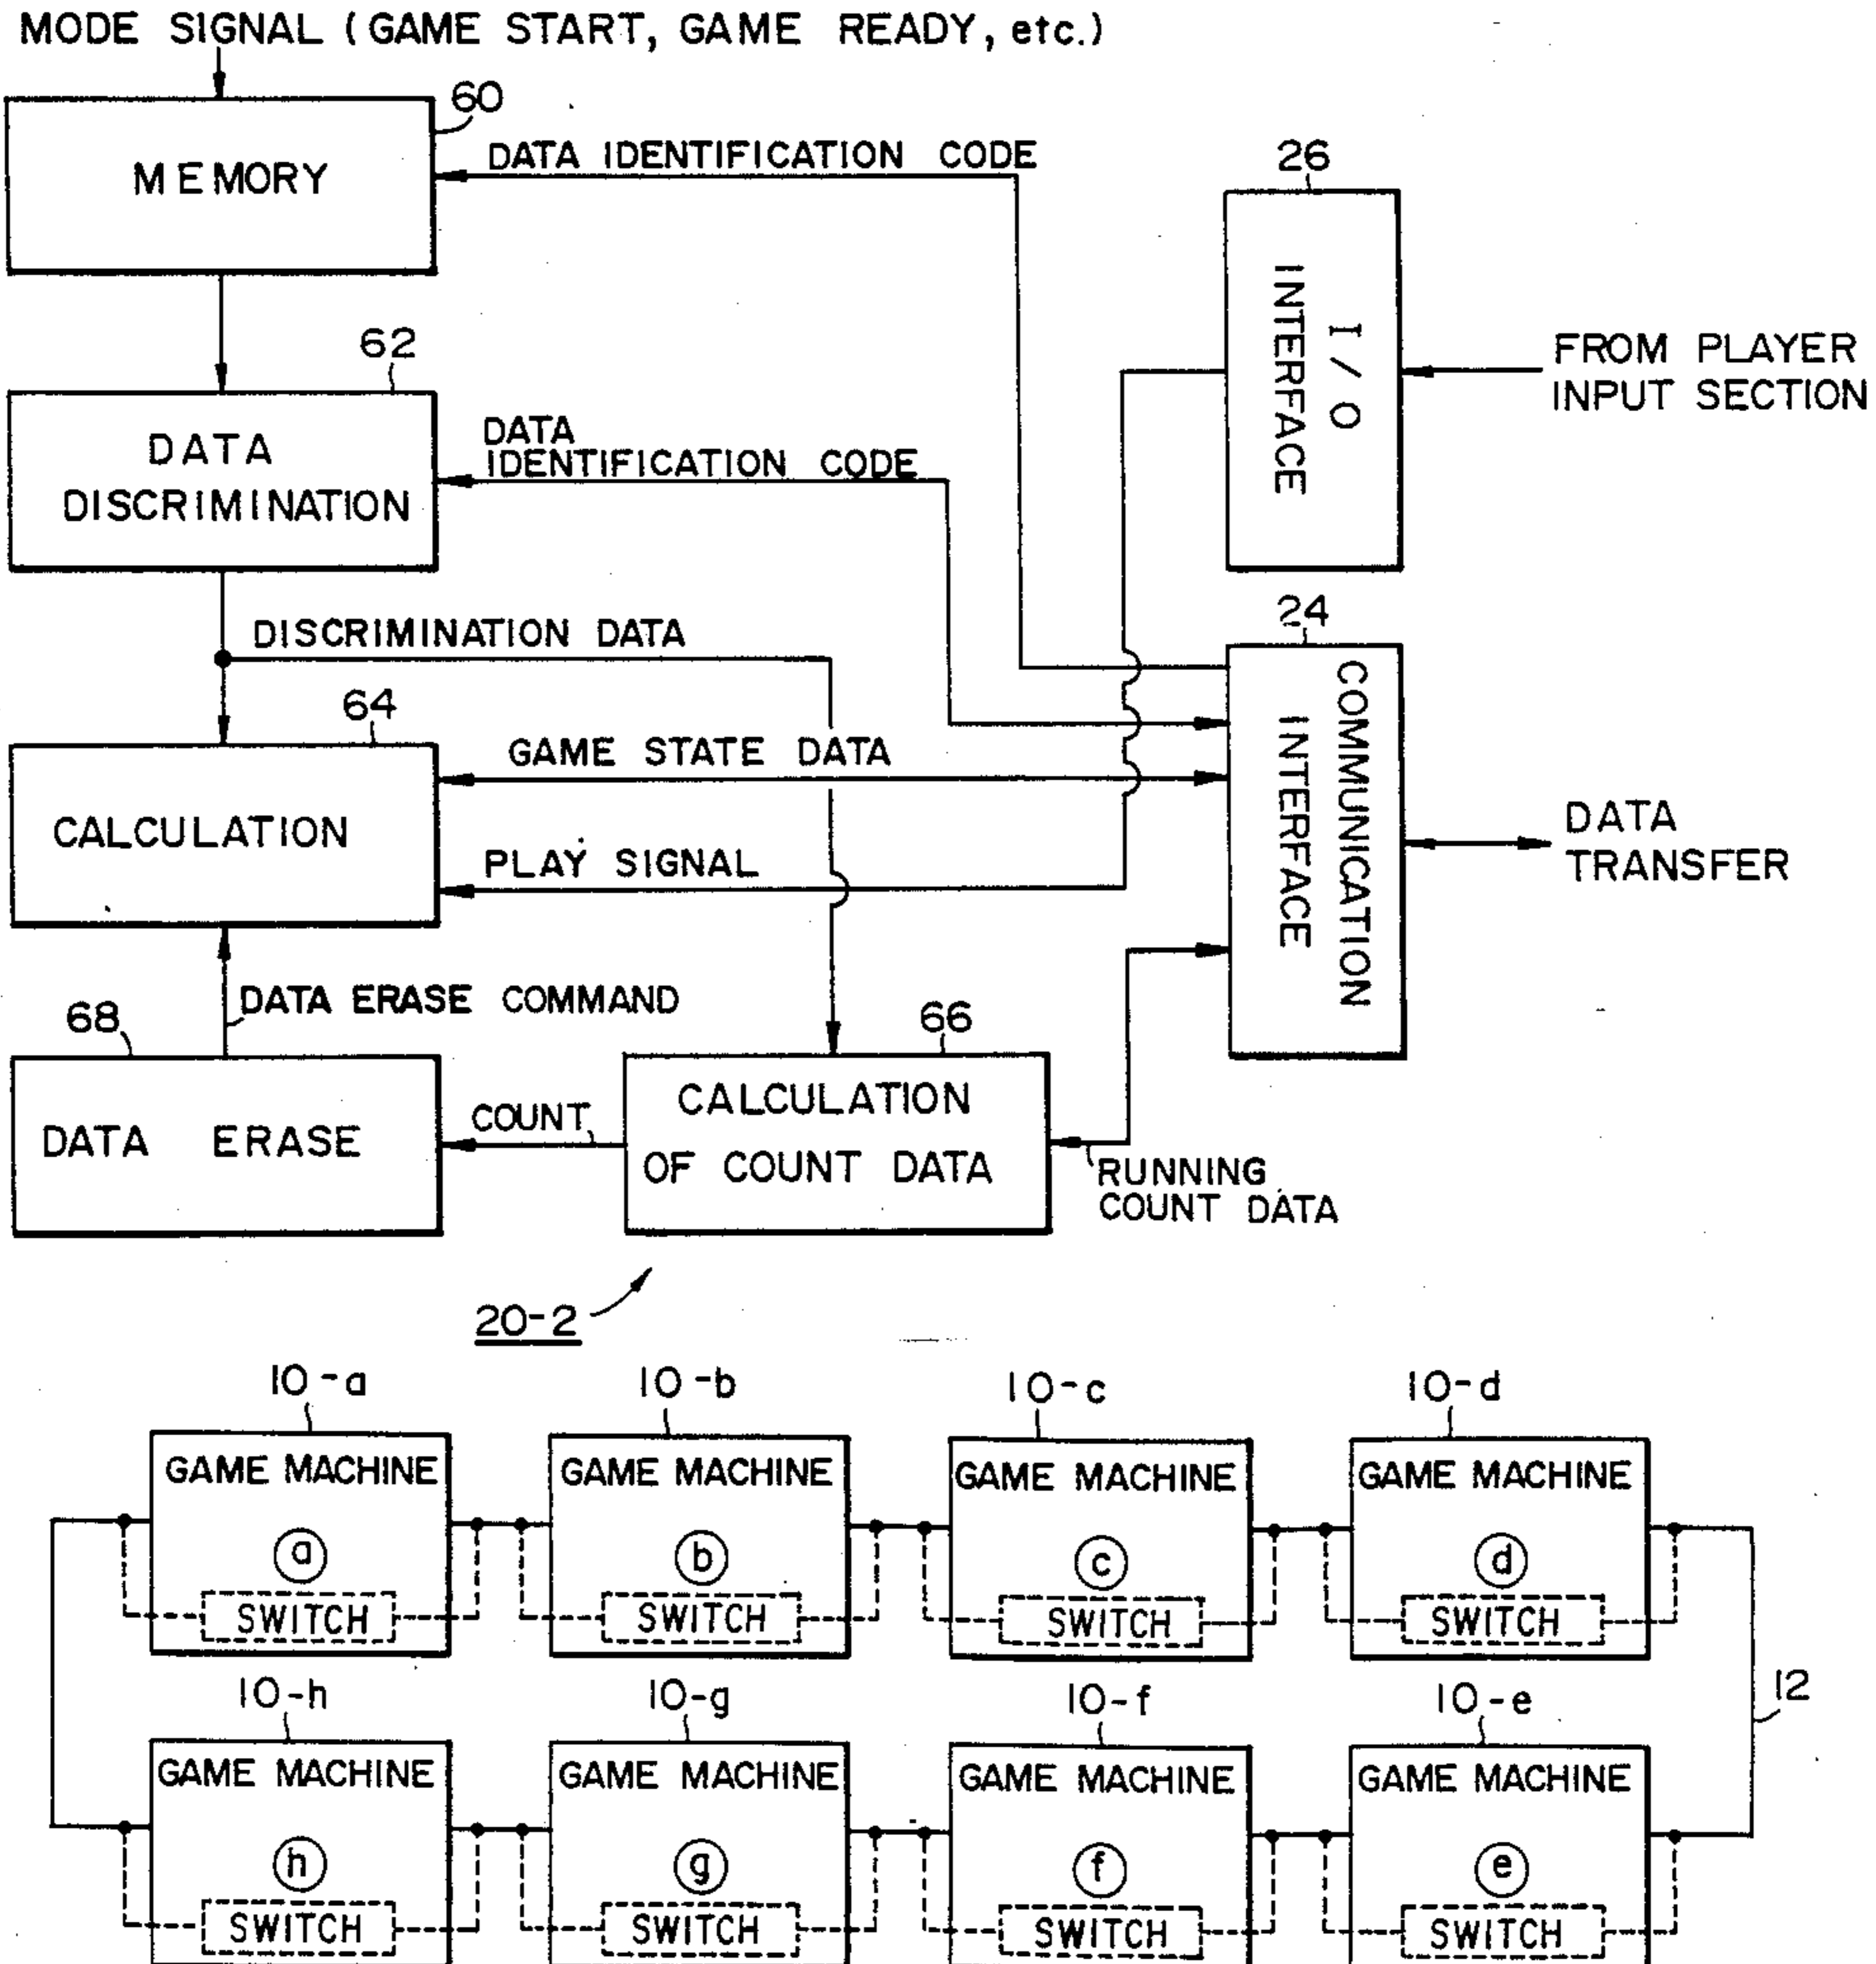 MODE SIGNAL (GAME START, GAME READY, etc.)
60
MEMORY
DATA IDENTIFICATION CODE
26
I/O
INTERFACE
FROM PLAYER
INPUT SECTION
62
DATA
DISCRIMINATION
DATA
IDENTIFICATION CODE
DISCRIMINATION DATA
24
COMMUNICATION
INTERFACE
64
CALCULATION
GAME STATE DATA
PLAY SIGNAL
DATA
TRANSFER
DATA ERASE COMMAND
68
DATA ERASE
COUNT
66
CALCULATION
OF COUNT DATA
RUNNING
COUNT DATA
20-2
10-a
10-b
10-c
10-d
GAME MACHINE
GAME MACHINE
GAME MACHINE
GAME MACHINE
a
b
c
d
SWITCH
SWITCH
SWITCH
SWITCH
10-h
10-g
10-f
10-e
12
GAME MACHINE
GAME MACHINE
GAME MACHINE
GAME MACHINE
h
g
f
e
SWITCH
SWITCH
SWITCH
SWITCH